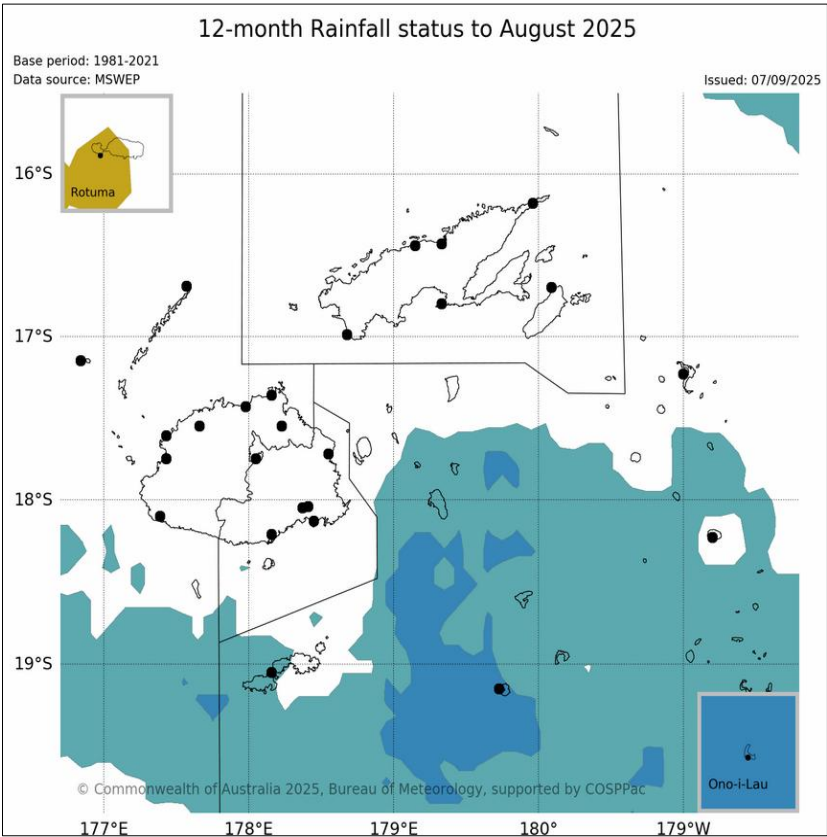 12-month Rainfall status to August 2025
Base period: 1981-2021
Data source: MSWEP
Issued: 07/09/2025
Rotuma
16°S
17°S
18°S
19°S
Ono-i-Lau
© Commonwealth of Australia 2025, Bureau of Meteorology, supported by COSPPac
177°E 178°E 179°E 180° 179°W